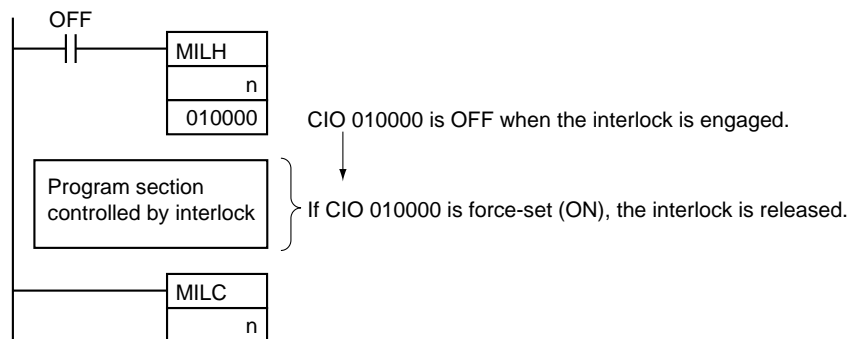 OFF
MILH
n
010000
CIO 010000 is OFF when the interlock is engaged.
Program section
controlled by interlock
If CIO 010000 is force-set (ON), the interlock is released.
MILC
n